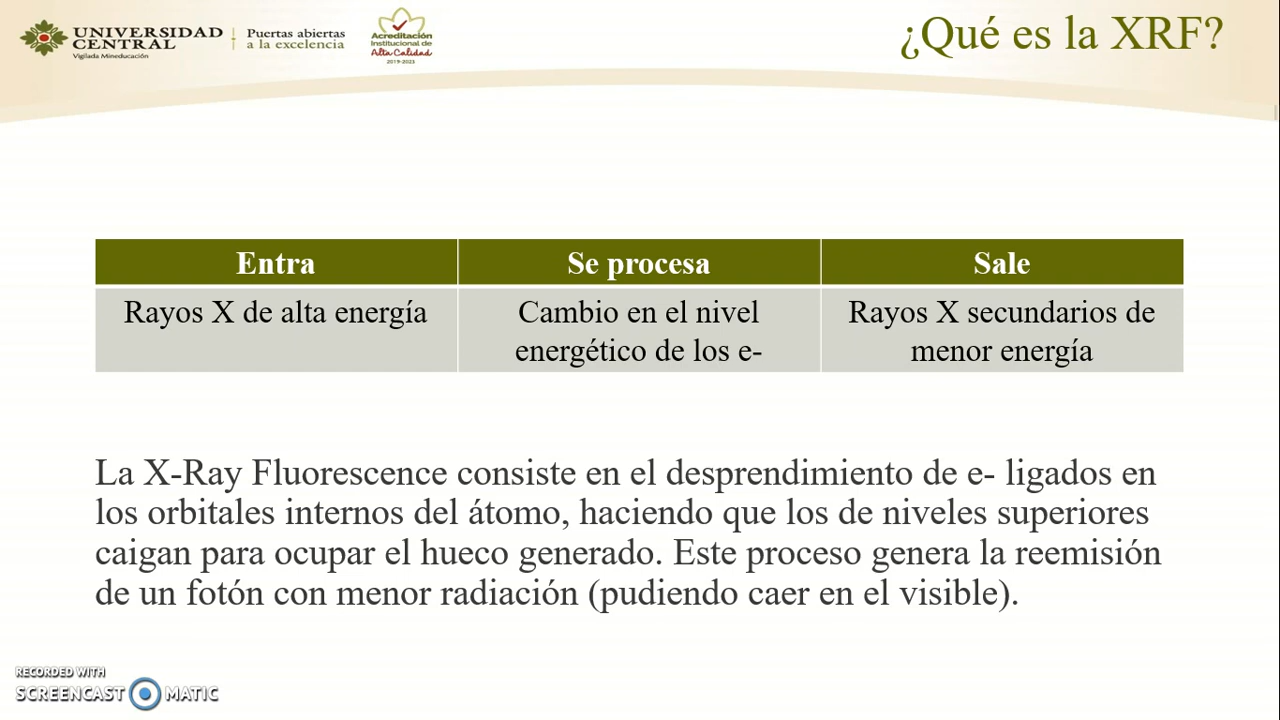 UNIVERSIDAD
CENTRAL
Vigilada Mineducación
Puertas abiertas
a la excelencia
Acreditación
Institucional de
Alta Calidad
2019-2023
¿Qué es la XRF?
Entra
Se procesa
Sale
Rayos X de alta energía
Cambio en el nivel
energético de los e-
Rayos X secundarios de
menor energía
La X-Ray Fluorescence consiste en el desprendimiento de e- ligados en
los orbitales internos del átomo, haciendo que los de niveles superiores
caigan para ocupar el hueco generado. Este proceso genera la reemisión
de un fotón con menor radiación (pudiendo caer en el visible).
RECORDED WITH
SCREENCAST MATIC